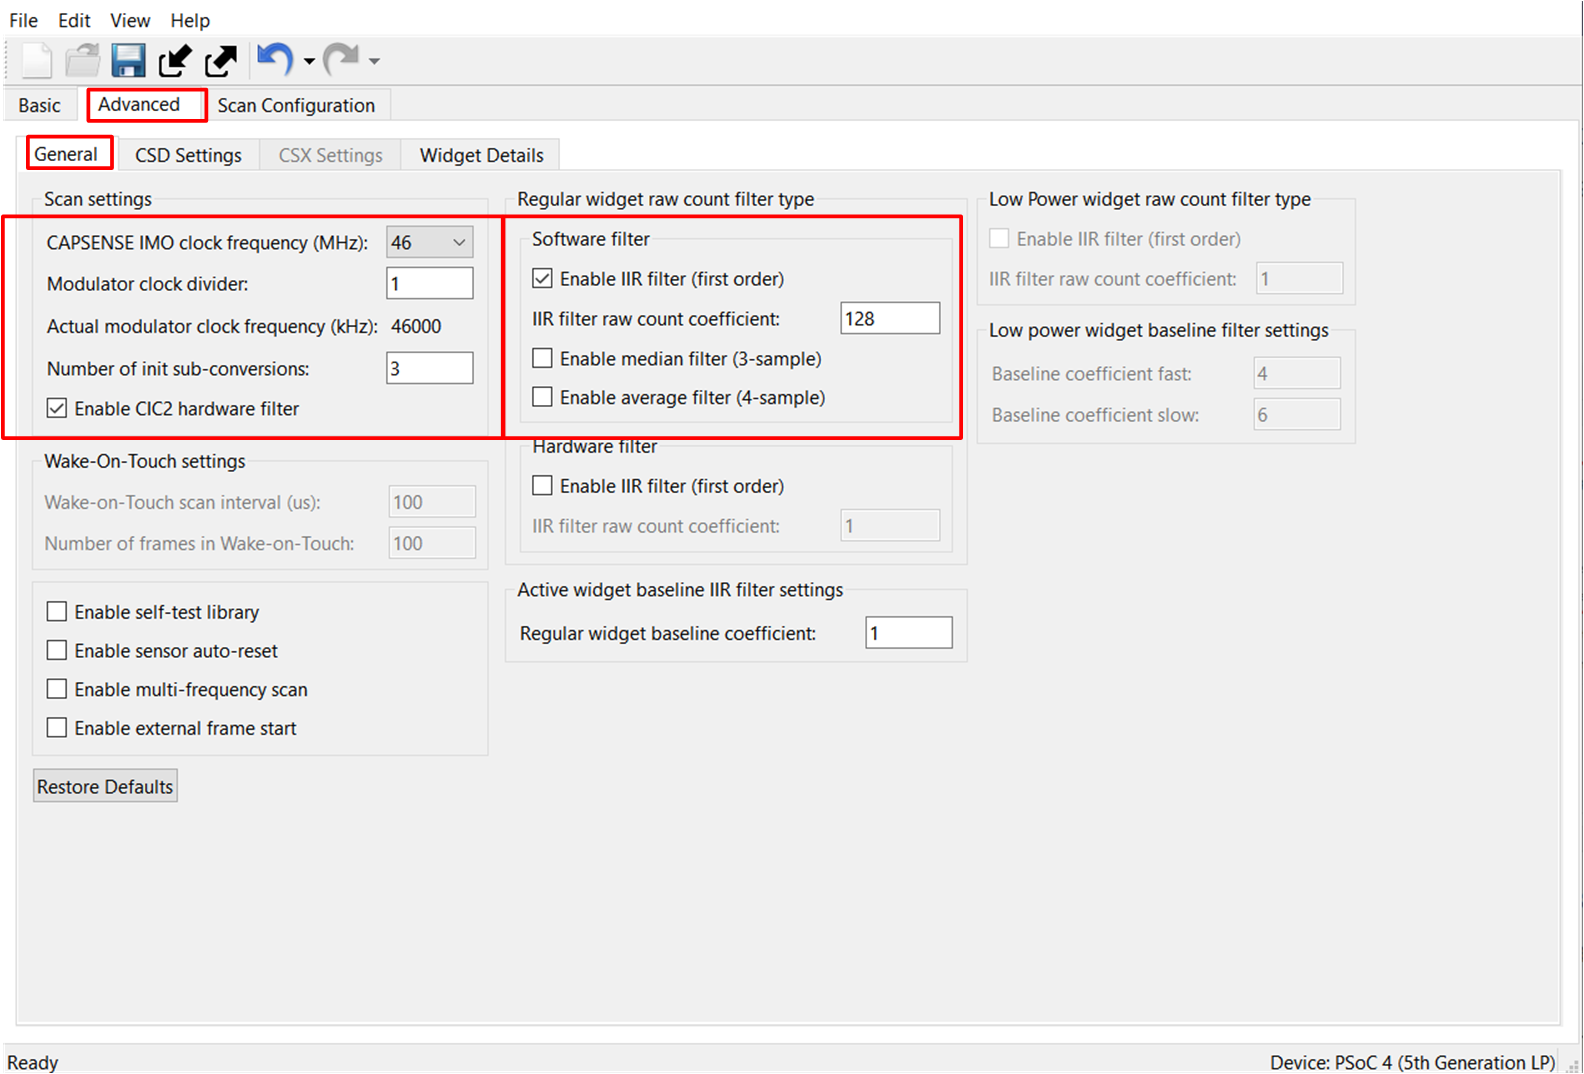 File Edit View Help
Basic Advanced Scan Configuration
General CSD Settings CSX Settings Widget Details
Scan settings
CAPSENSE IMO clock frequency (MHz): 46
Modulator clock divider: 1
Actual modulator clock frequency (kHz): 46000
Number of init sub-conversions: 3
Enable CIC2 hardware filter
Wake-On-Touch settings
Wake-on-Touch scan interval (us): 100
Number of frames in Wake-on-Touch: 100
Enable self-test library
Enable sensor auto-reset
Enable multi-frequency scan
Enable external frame start
Restore Defaults
Regular widget raw count filter type
Software filter
Enable IIR filter (first order)
IIR filter raw count coefficient: 128
Enable median filter (3-sample)
Enable average filter (4-sample)
Hardware filter
Enable IIR filter (first order)
IIR filter raw count coefficient: 1
Active widget baseline IIR filter settings
Regular widget baseline coefficient: 1
Low Power widget raw count filter type
Enable IIR filter (first order)
IIR filter raw count coefficient: 1
Low power widget baseline filter settings
Baseline coefficient fast: 4
Baseline coefficient slow: 6
Ready
Device: PSoC 4 (5th Generation LP)